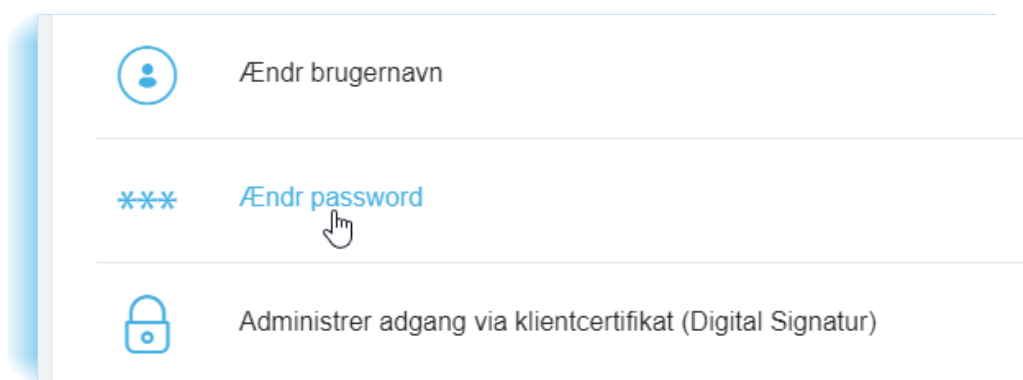 Ændr brugernavn
*** Ændr password
Administrer adgang via klientcertifikat (Digital Signatur)